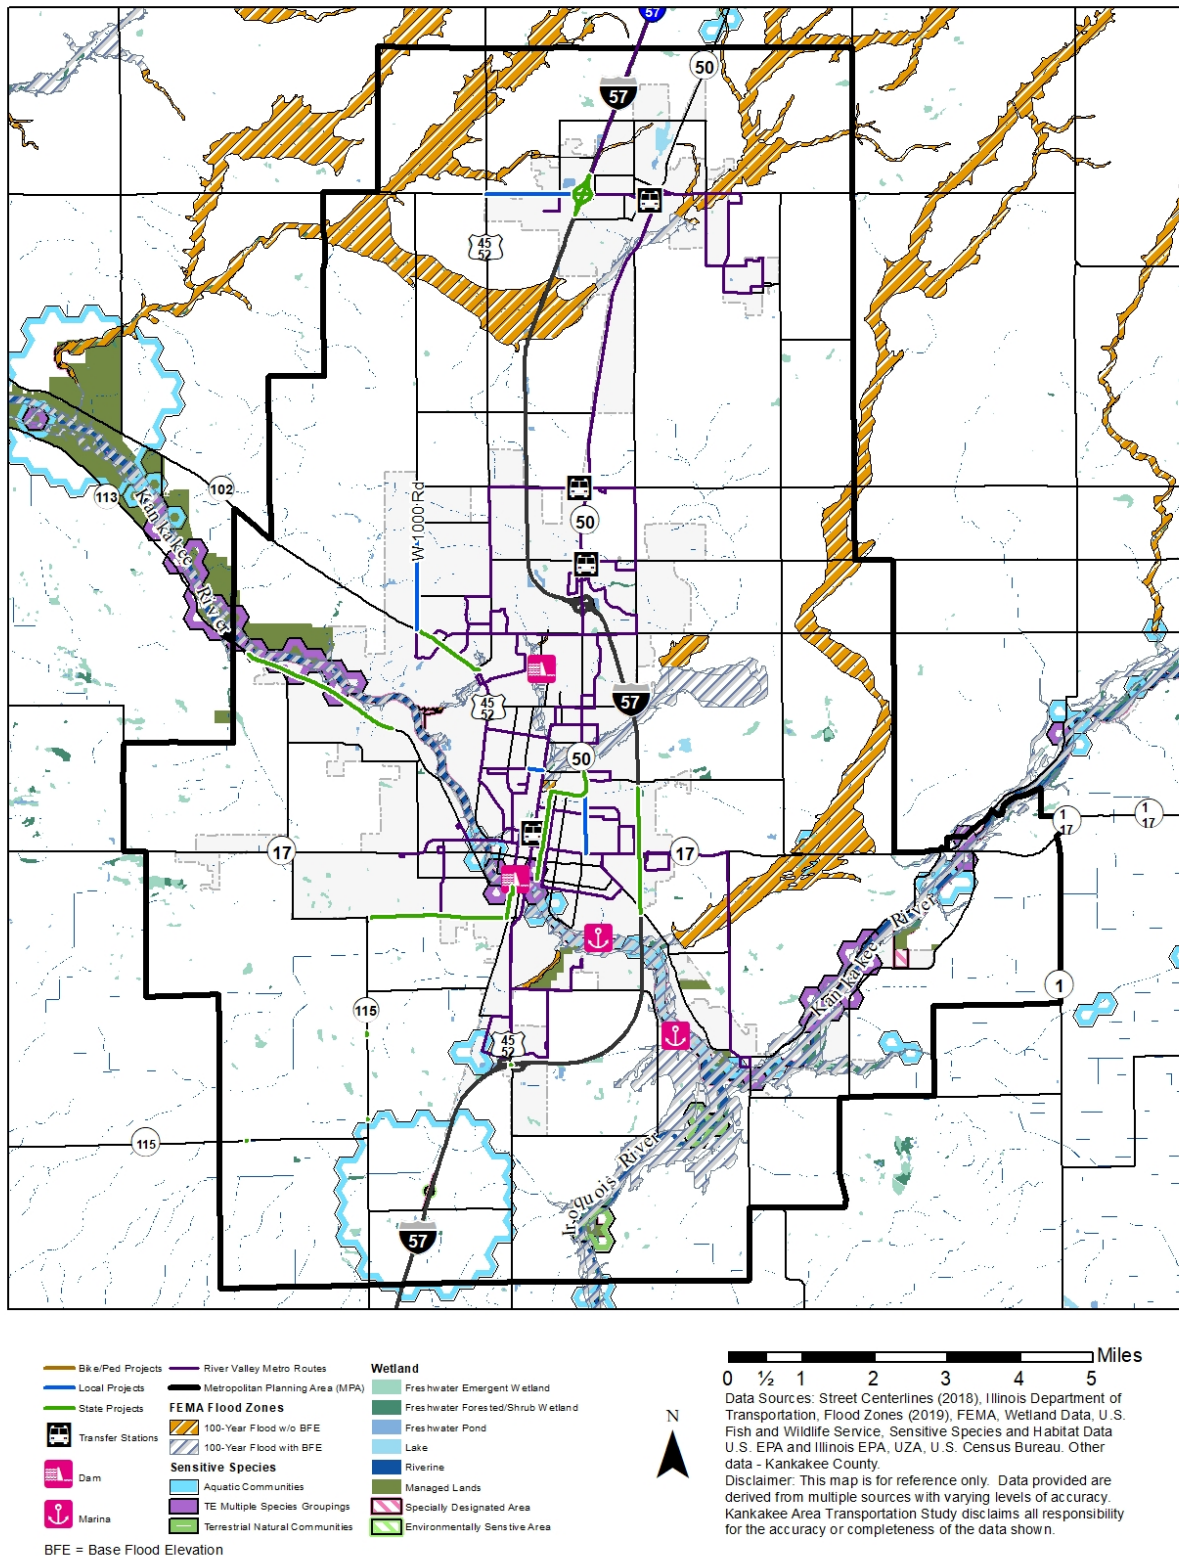 57
50
57
45
52
W 1000 Rd
102
113
50
Kankakee
River
45
52
57
50
1
17
1
17
17
17
Kankakee River
1
115
45
52
115
Iroquois River
57
Bike/Ped Projects
Local Projects
State Projects
Transfer Stations
Dam
Marina
BFE = Base Flood Elevation
River Valley Metro Routes
Metropolitan Planning Area (MPA)
FEMA Flood Zones
100-Year Flood w/o BFE
100-Year Flood with BFE
Sensitive Species
Aquatic Communities
TE Multiple Species Groupings
Terrestrial Natural Communities
Wetland
Freshwater Emergent Wetland
Freshwater Forested/Shrub Wetland
Freshwater Pond
Lake
Riverine
Managed Lands
Specially Designated Area
Environmentally Senstive Area
N
Miles
0 ½ 1 2 3 4 5
Data Sources: Street Centerlines (2018), Illinois Department of
Transportation, Flood Zones (2019), FEMA, Wetland Data, U.S.
Fish and Wildlife Service, Sensitive Species and Habitat Data
U.S. EPA and Illinois EPA, UZA, U.S. Census Bureau. Other
data - Kankakee County.
Disclaimer: This map is for reference only. Data provided are
derived from multiple sources with varying levels of accuracy.
Kankakee Area Transportation Study disclaims all responsibility
for the accuracy or completeness of the data shown.